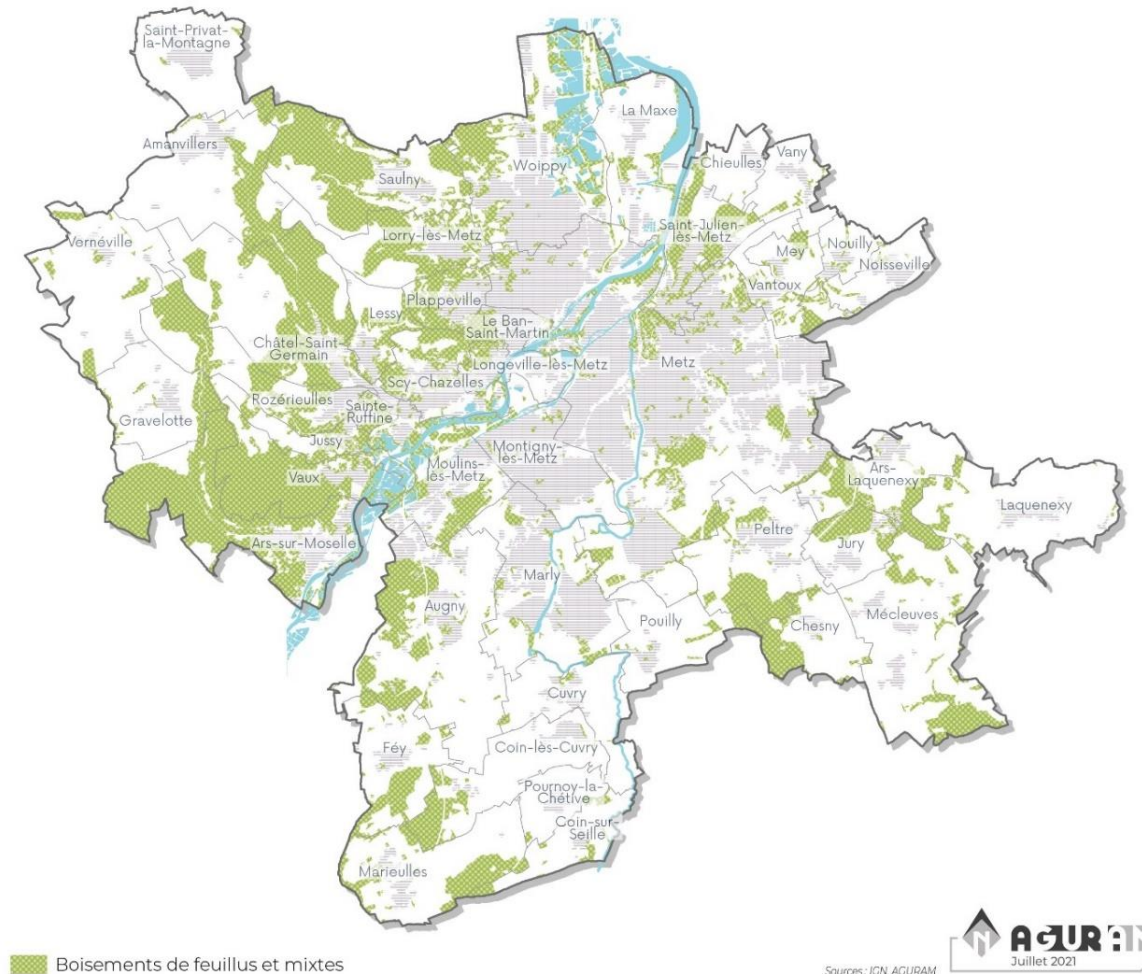 Saint-Privat-
la-Montagne
La Maxe
Amanvillers
Woippy
Chieulles
Vany
Saulny
Vernéville
Lorry-lès-Metz
Saint-Julien-
lès-Metz
Mey
Nouilly
Noisseville
Vantoux
Plappeville
Lessy
Le Ban-
Saint-Martin
Châtel-Saint-
Germain
Longeville-lès-Metz
Metz
Scy-Chazelles
Rozérieulles
Sainte-
Ruffine
Gravelotte
Jussy
Montigny-
lès-Metz
Moulins-
lès-Metz
Vaux
Ars-
Laquenexy
Laquenexy
Ars-sur-Moselle
Peltre
Jury
Marly
Augny
Pouilly
Chesny
Mécleuves
Cuvry
Féy
Coin-lès-Cuvry
Pournoy-la-
Chétive
Coin-sur-
Seille
Marieulles
Boisements de feuillus et mixtes
N
AGURAM
Juillet 2021
Sources : IGN, AGURAM